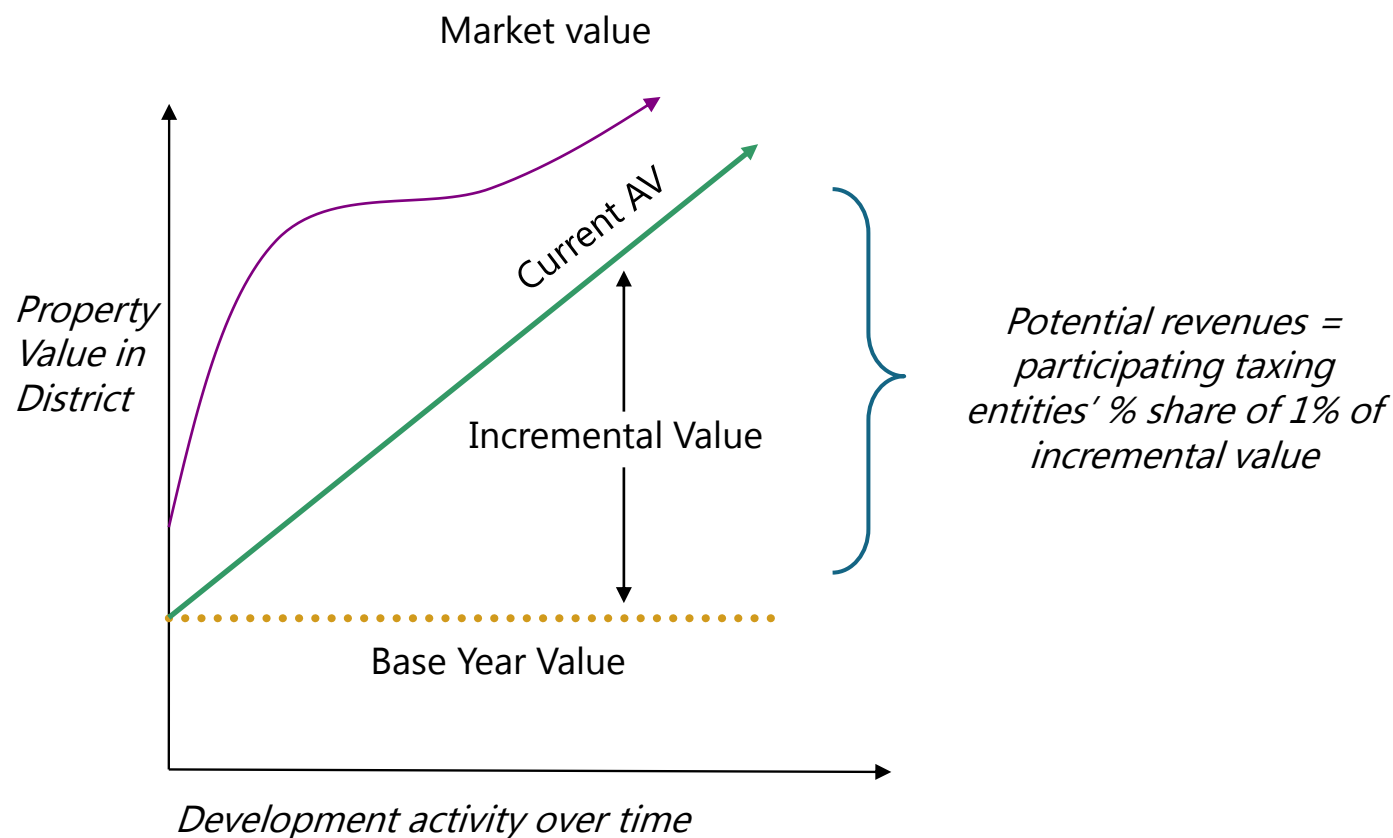 Market value
Current AV
Property
Value in
District
Incremental Value
Potential revenues =
participating taxing
entities’ % share of 1% of
incremental value
Base Year Value
Development activity over time